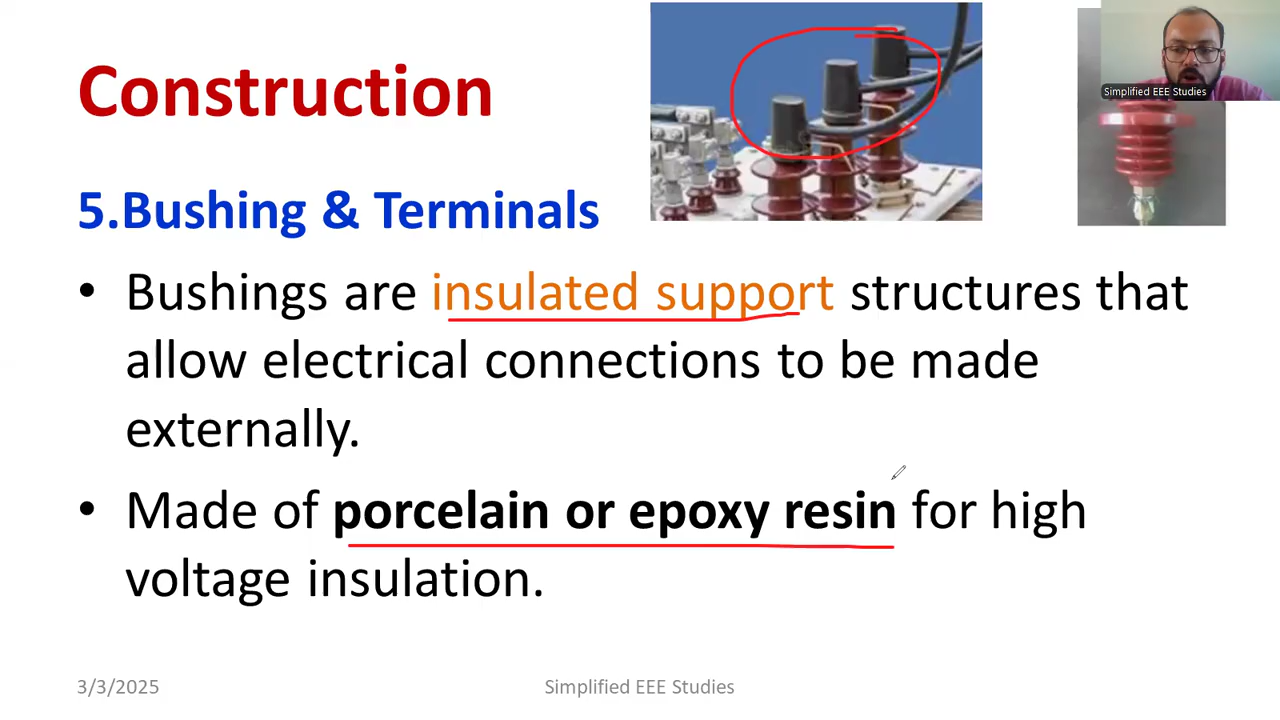 Construction
Simplified EEE Studies
5.Bushing & Terminals
• Bushings are insulated support structures that
allow electrical connections to be made
externally.
• Made of porcelain or epoxy resin for high
voltage insulation.
3/3/2025
Simplified EEE Studies